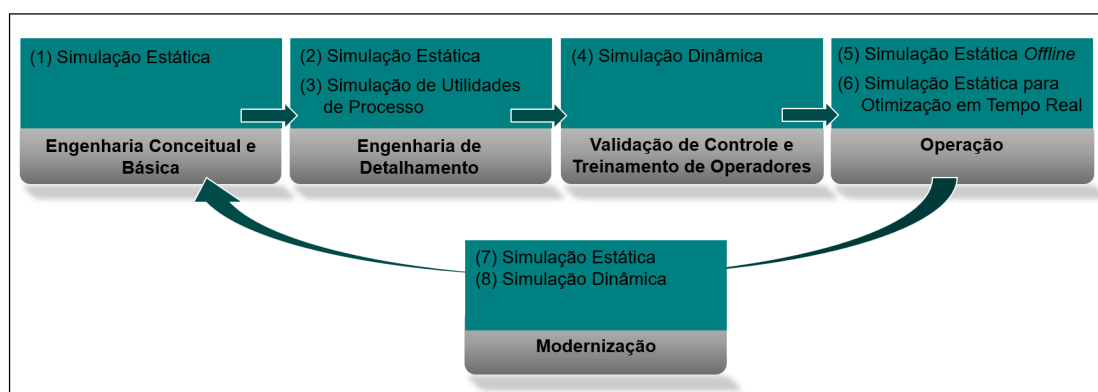 (1) Simulação Estática
Engenharia Conceitual e
Básica
(2) Simulação Estática
(3) Simulação de Utilidades
de Processo
Engenharia de
Detalhamento
(4) Simulação Dinâmica
Validação de Controle e
Treinamento de Operadores
(5) Simulação Estática Offline
(6) Simulação Estática para
Otimização em Tempo Real
Operação
(7) Simulação Estática
(8) Simulação Dinâmica
Modernização